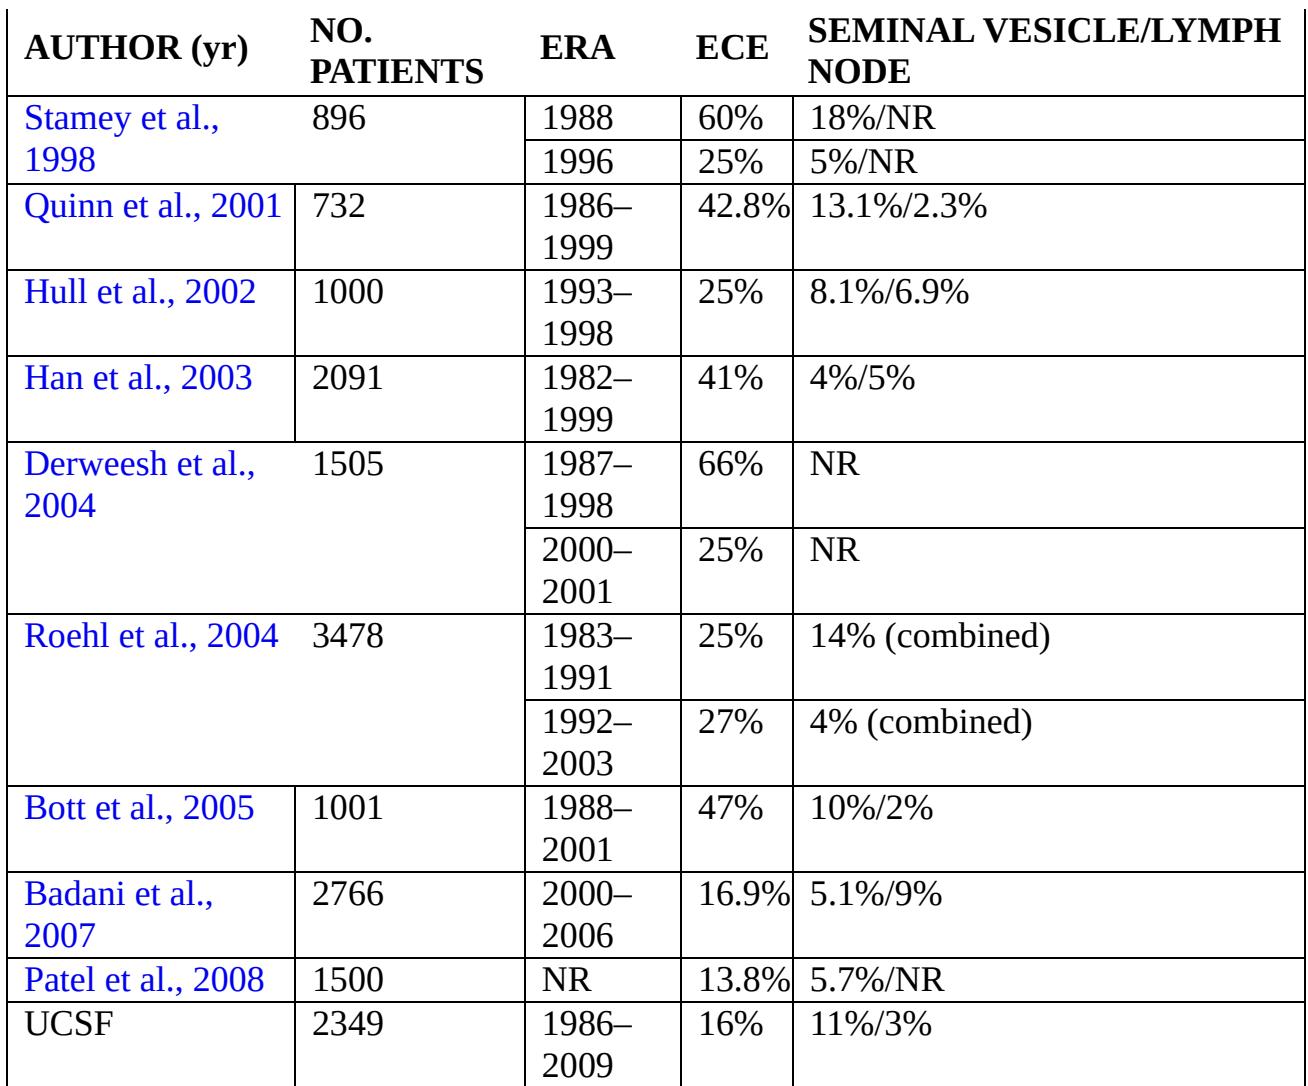 AUTHOR (yr) NO. PATIENTS ERA ECE SEMINAL VESICLE/LYMPH NODE
Stamey et al., 1998 896 1988 60% 18%/NR
1996 25% 5%/NR
Quinn et al., 2001 732 1986–1999 42.8% 13.1%/2.3%
Hull et al., 2002 1000 1993–1998 25% 8.1%/6.9%
Han et al., 2003 2091 1982–1999 41% 4%/5%
Derweesh et al., 2004 1505 1987–1998 66% NR
2000–2001 25% NR
Roehl et al., 2004 3478 1983–1991 25% 14% (combined)
1992–2003 27% 4% (combined)
Bott et al., 2005 1001 1988–2001 47% 10%/2%
Badani et al., 2007 2766 2000–2006 16.9% 5.1%/9%
Patel et al., 2008 1500 NR 13.8% 5.7%/NR
UCSF 2349 1986–2009 16% 11%/3%